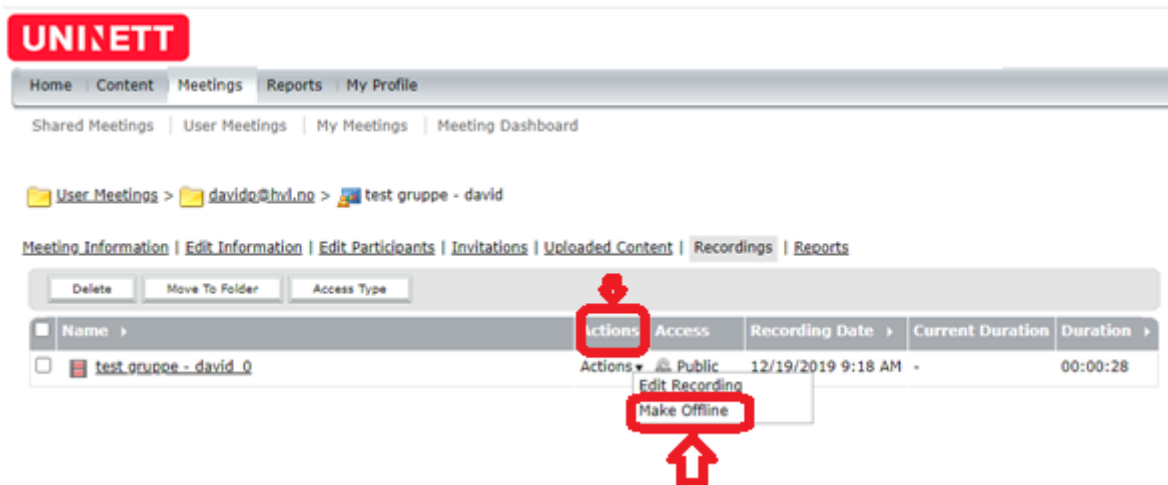 UNINETT
Home Content Meetings Reports My Profile
Shared Meetings | User Meetings | My Meetings | Meeting Dashboard
User Meetings > davidp@hvl.no > test gruppe - david
Meeting Information | Edit Information | Edit Participants | Invitations | Uploaded Content | Recordings | Reports
Delete Move To Folder Access Type
Name Actions Access Recording Date Current Duration Duration
test gruppe - david_0 Actions Public 12/19/2019 9:18 AM - 00:00:28
Edit Recording
Make Offline